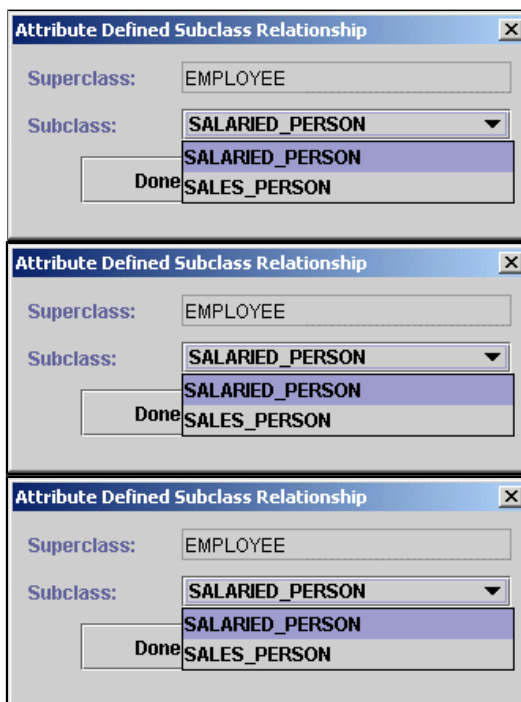 Attribute Defined Subclass Relationship
Superclass: EMPLOYEE
Subclass: SALARIED_PERSON
SALARIED_PERSON
Done SALES_PERSON
Attribute Defined Subclass Relationship
Superclass: EMPLOYEE
Subclass: SALARIED_PERSON
SALARIED_PERSON
Done SALES_PERSON
Attribute Defined Subclass Relationship
Superclass: EMPLOYEE
Subclass: SALARIED_PERSON
SALARIED_PERSON
Done SALES_PERSON